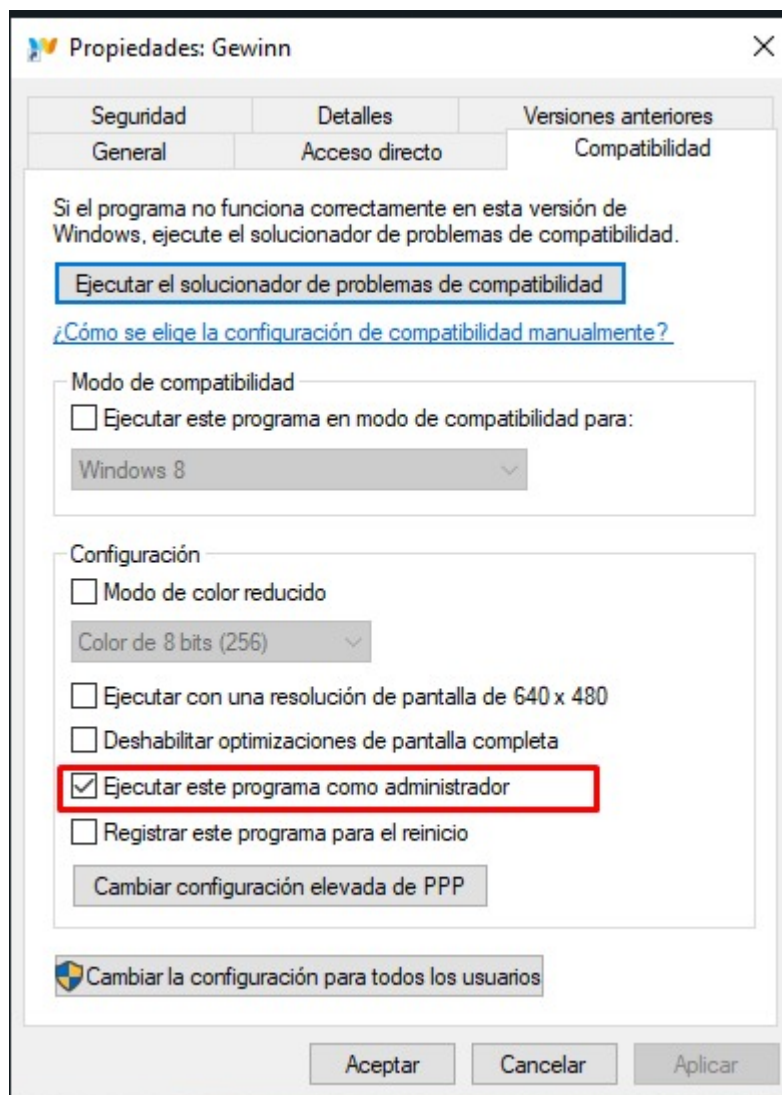 Propiedades: Gewinn
Seguridad
Detalles
Versiones anteriores
General
Acceso directo
Compatibilidad
Si el programa no funciona correctamente en esta versión de
Windows, ejecute el solucionador de problemas de compatibilidad.
Ejecutar el solucionador de problemas de compatibilidad
¿Cómo se elige la configuración de compatibilidad manualmente?
Modo de compatibilidad
Ejecutar este programa en modo de compatibilidad para:
Windows 8
Configuración
Modo de color reducido
Color de 8 bits (256)
Ejecutar con una resolución de pantalla de 640 x 480
Deshabilitar optimizaciones de pantalla completa
Ejecutar este programa como administrador
Registrar este programa para el reinicio
Cambiar configuración elevada de PPP
Cambiar la configuración para todos los usuarios
Aceptar
Cancelar
Aplicar